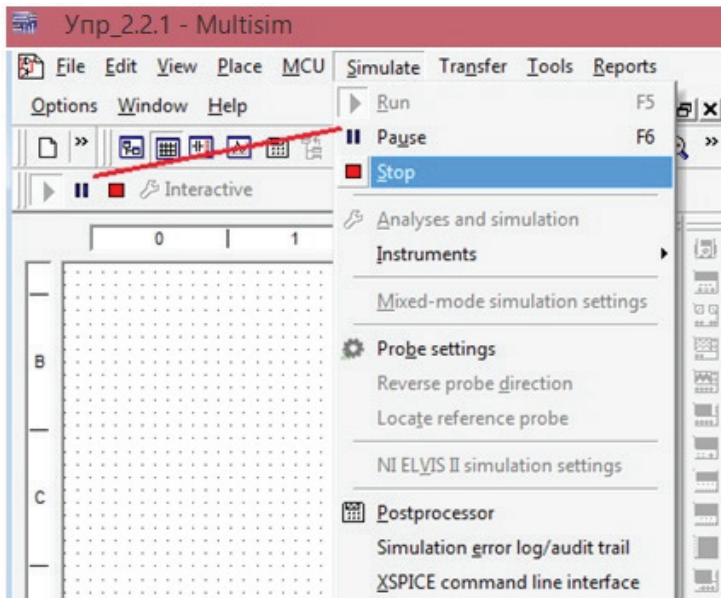 Упр_2.2.1 - Multisim
File Edit View Place MCU Simulate Transfer Tools Reports
Options Window Help
Run F5
Pause F6
Stop
Interactive
Analyses and simulation
Instruments
0 1
Mixed-mode simulation settings
B
Probe settings
Reverse probe direction
Locate reference probe
NI ELVIS II simulation settings
C
Postprocessor
Simulation error log/audit trail
XSPICE command line interface